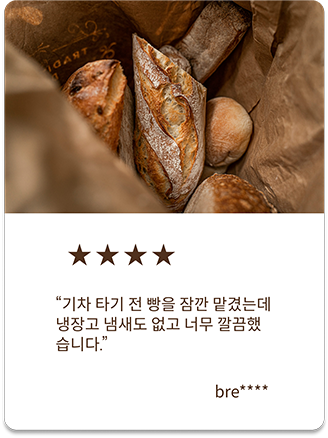 ★★★★
“기차 타기 전 빵을 잠깐 맡겼는데
냉장고 냄새도 없고 너무 깔끔했
습니다.”
bre****